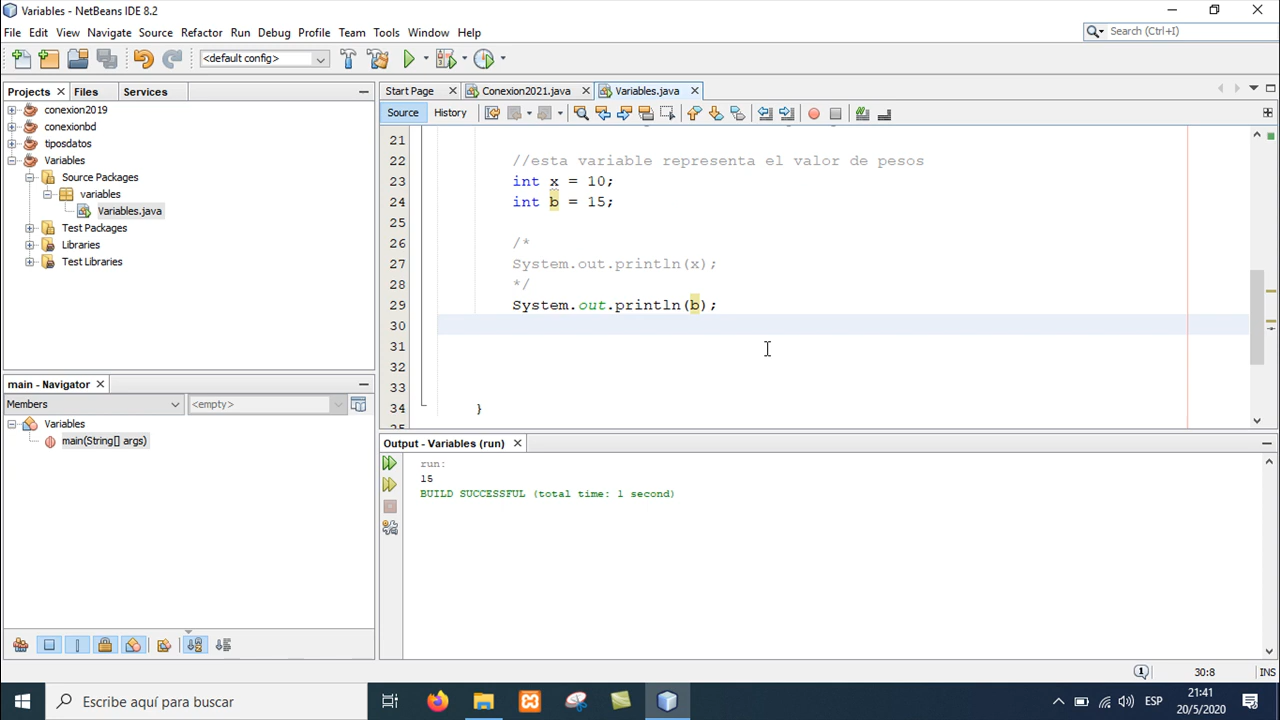 Variables - NetBeans IDE 8.2
File Edit View Navigate Source Refactor Run Debug Profile Team Tools Window Help
Search (Ctrl+I)
<default config>
Projects Files Services
conexion2019
conexionbd
tiposdatos
Variables
Source Packages
variables
Variables.java
Test Packages
Libraries
Test Libraries
main - Navigator
Members <empty>
Variables
main(String[] args)
Start Page Conexion2021.java Variables.java
Source History
21
22 //esta variable representa el valor de pesos
23 int x = 10;
24 int b = 15;
25
26 /*
27 System.out.println(x);
28 */
29 System.out.println(b);
30
31
32
33
34 }
Output - Variables (run)
run:
15
BUILD SUCCESSFUL (total time: 1 second)
1 30:8 INS
Escribe aquí para buscar
ESP
21:41
20/5/2020